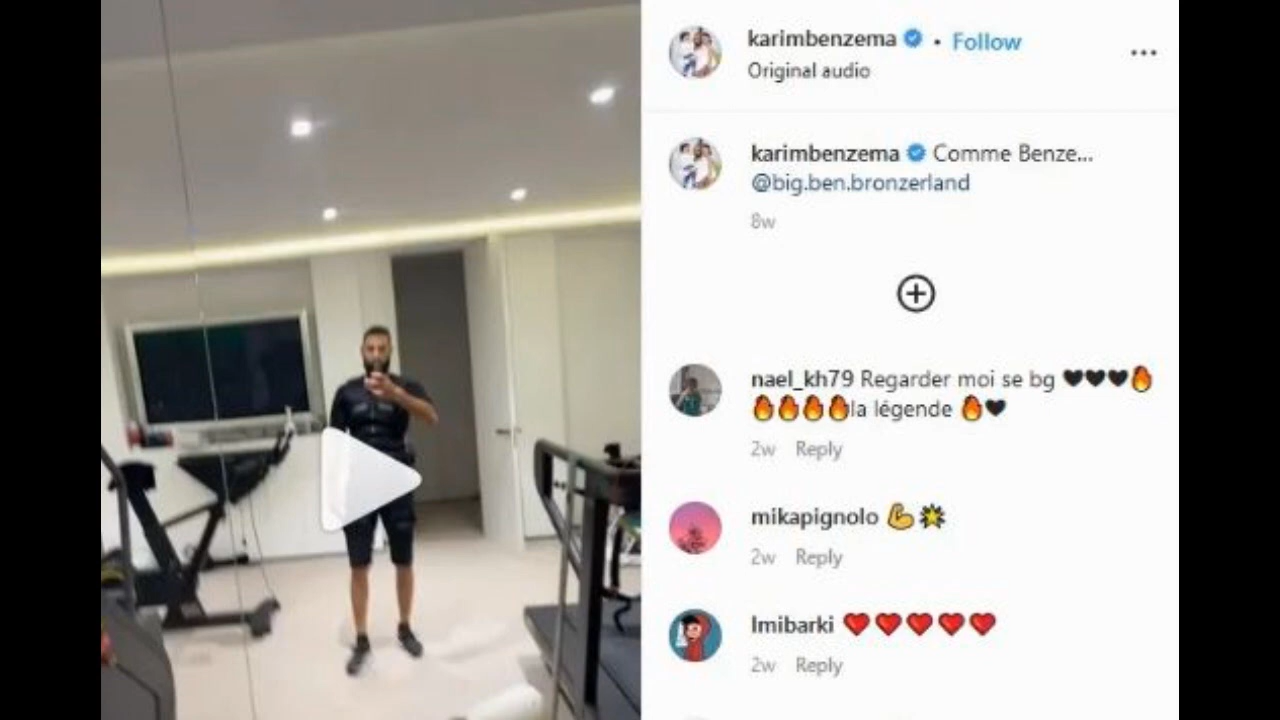 karimbenzema • Follow
Original audio
karimbenzema Comme Benze...
@big.ben.bronzerland
8w
nael_kh79 Regarder moi se bg 🖤🖤🖤🔥
🔥🔥🔥🔥la légende 🔥🖤
2w Reply
mikapignolo 💪🌟
2w Reply
lmibarki ❤️❤️❤️❤️❤️
2w Reply